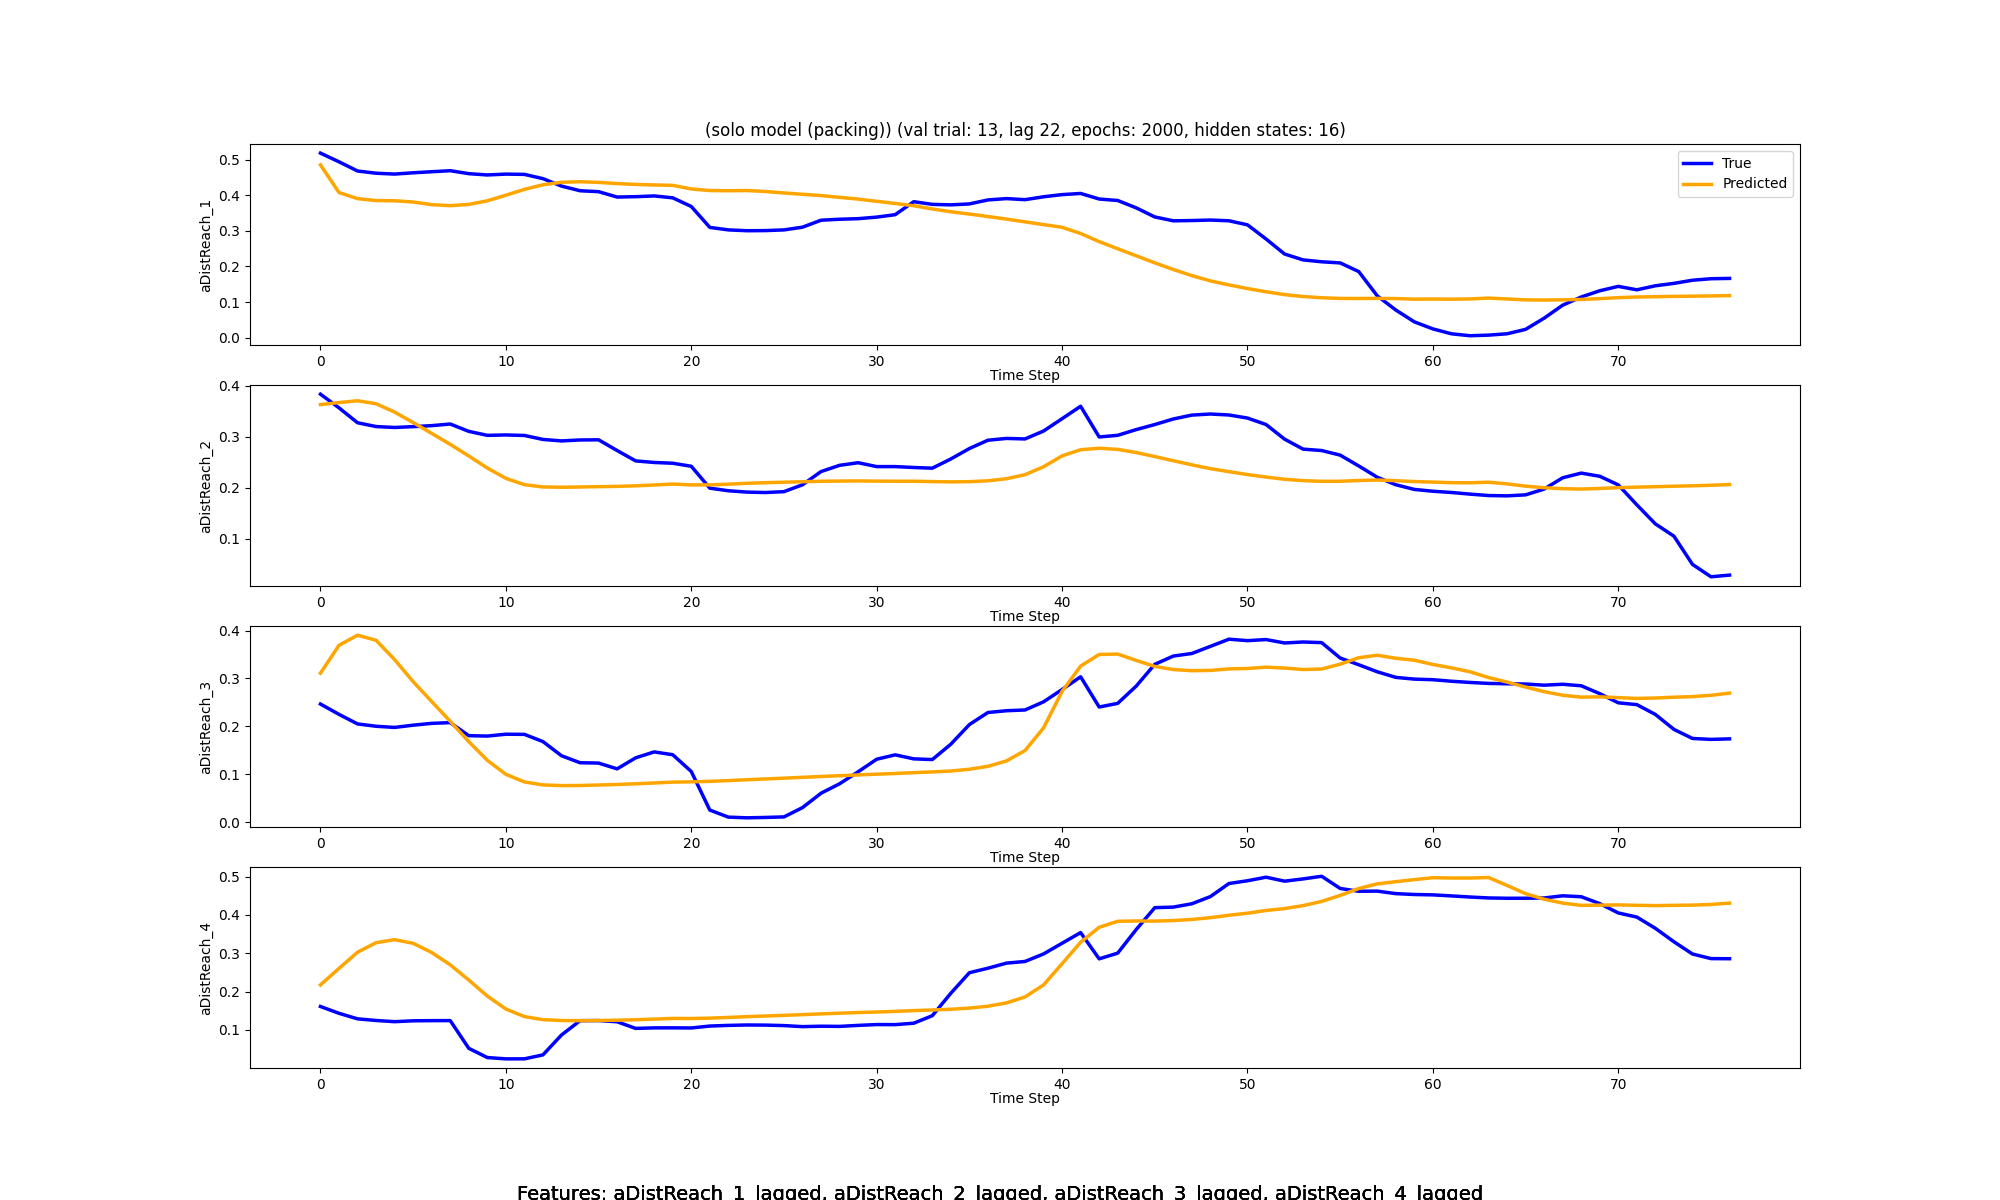 (solo model (packing)) (val trial: 13, lag 22, epochs: 2000, hidden states: 16)
aDistReach_1
0.5
0.4
0.3
0.2
0.1
0.0
True
Predicted
0 10 20 30 40 50 60 70
Time Step
aDistReach_2
0.4
0.3
0.2
0.1
0 10 20 30 40 50 60 70
Time Step
aDistReach_3
0.4
0.3
0.2
0.1
0.0
0 10 20 30 40 50 60 70
Time Step
aDistReach_4
0.5
0.4
0.3
0.2
0.1
0 10 20 30 40 50 60 70
Time Step
Features: aDistReach_1_lagged, aDistReach_2_lagged, aDistReach_3_lagged, aDistReach_4_lagged